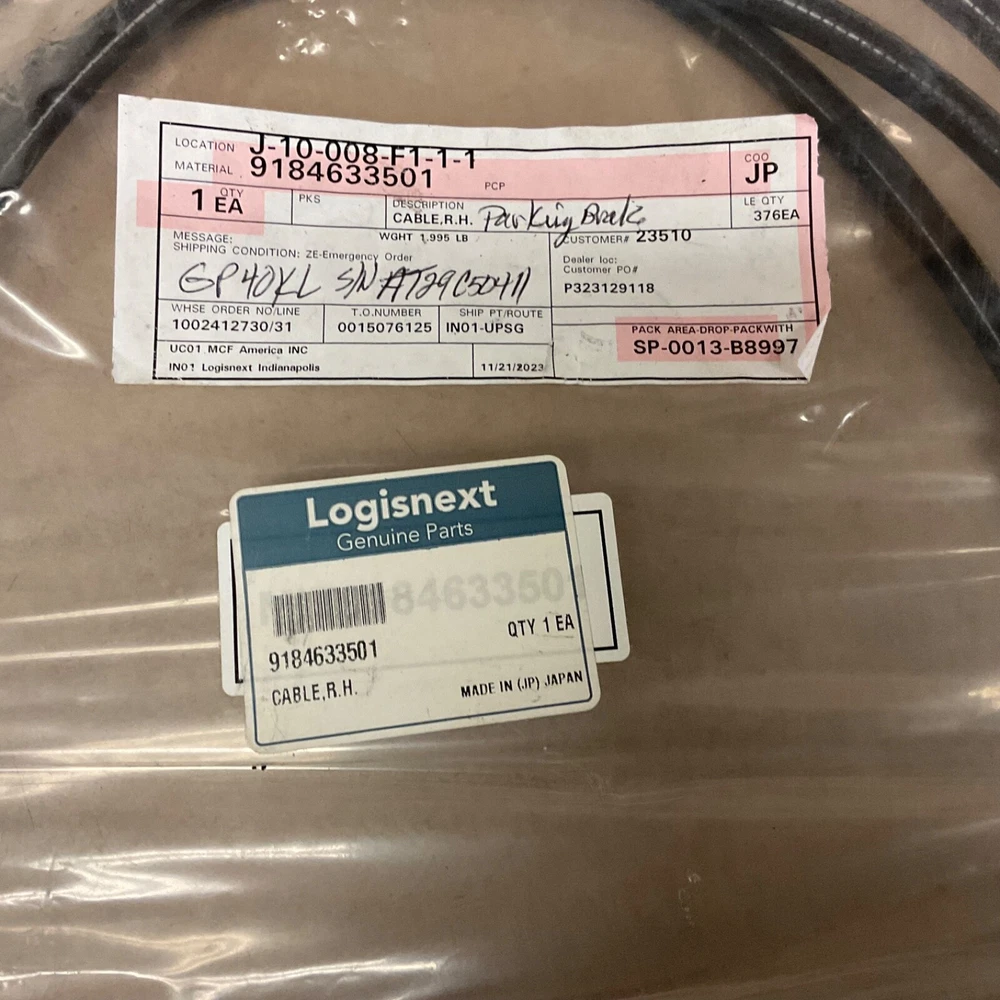 LOCATION J-10-008-F1-1-1
MATERIAL 9184633501
PCP
COO
JP
1 QTY
EA
PKS
DESCRIPTION
CABLE,R.H. Parking Brake
LE QTY
376EA
MESSAGE:
WGHT 1.995 LB
CUSTOMER# 23510
SHIPPING CONDITION: ZE-Emergency Order
Dealer loc:
Customer PO#
GP40KL S/N AT29C50411
P323129118
WHSE ORDER NO/LINE
1002412730/31
T.O.NUMBER
0015076125
SHIP PT/ROUTE
IN01-UPSG
PACK AREA-DROP-PACKWITH
SP-0013-B8997
UC01 MCF America INC
IN01 Logisnext Indianapolis
11/21/2023
Logisnext
Genuine Parts
84633501
9184633501
QTY 1 EA
CABLE,R.H.
MADE IN (JP) JAPAN